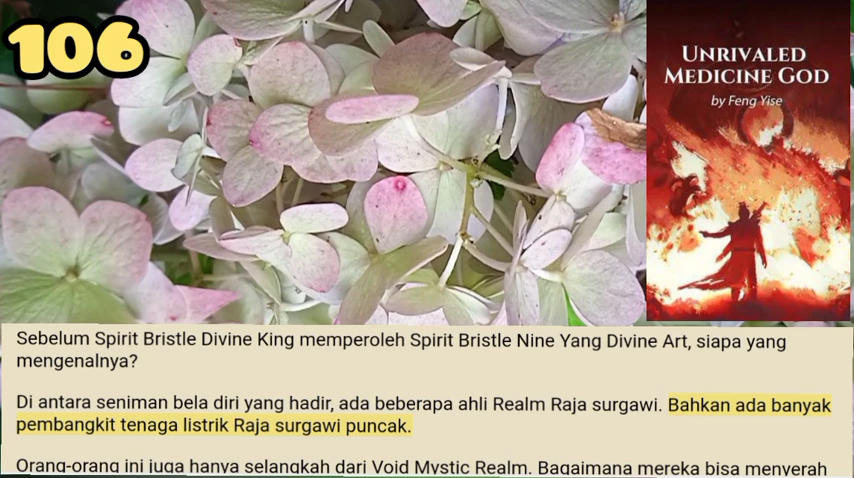 106
UNRIVALED
MEDICINE GOD
by Feng Yise
Sebelum Spirit Bristle Divine King memperoleh Spirit Bristle Nine Yang Divine Art, siapa yang
mengenalnya?
Di antara seniman bela diri yang hadir, ada beberapa ahli Realm Raja surgawi. Bahkan ada banyak
pembangkit tenaga listrik Raja surgawi puncak.
Orang-orang ini juga hanya selangkah dari Void Mystic Realm. Bagaimana mereka bisa menyerah